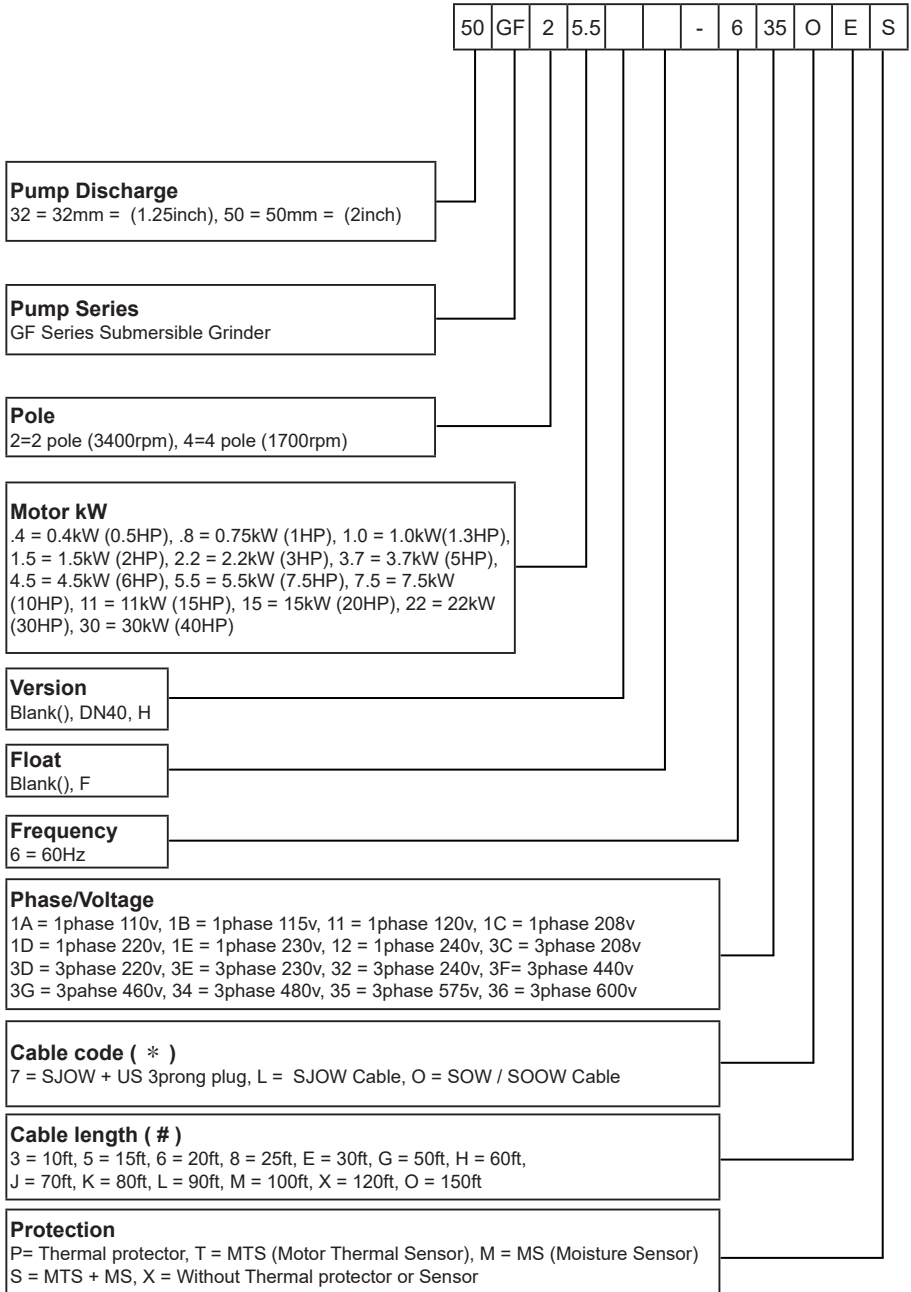 50 GF 2 5.5 - 6 35 O E S
Pump Discharge
32 = 32mm = (1.25inch), 50 = 50mm = (2inch)
Pump Series
GF Series Submersible Grinder
Pole
2=2 pole (3400rpm), 4=4 pole (1700rpm)
Motor kW
.4 = 0.4kW (0.5HP), .8 = 0.75kW (1HP), 1.0 = 1.0kW(1.3HP),
1.5 = 1.5kW (2HP), 2.2 = 2.2kW (3HP), 3.7 = 3.7kW (5HP),
4.5 = 4.5kW (6HP), 5.5 = 5.5kW (7.5HP), 7.5 = 7.5kW
(10HP), 11 = 11kW (15HP), 15 = 15kW (20HP), 22 = 22kW
(30HP), 30 = 30kW (40HP)
Version
Blank(), DN40, H
Float
Blank(), F
Frequency
6 = 60Hz
Phase/Voltage
1A = 1phase 110v, 1B = 1phase 115v, 11 = 1phase 120v, 1C = 1phase 208v
1D = 1phase 220v, 1E = 1phase 230v, 12 = 1phase 240v, 3C = 3phase 208v
3D = 3phase 220v, 3E = 3phase 230v, 32 = 3phase 240v, 3F= 3phase 440v
3G = 3pahse 460v, 34 = 3phase 480v, 35 = 3phase 575v, 36 = 3phase 600v
Cable code ( * )
7 = SJOW + US 3prong plug, L = SJOW Cable, O = SOW / SOOW Cable
Cable length ( # )
3 = 10ft, 5 = 15ft, 6 = 20ft, 8 = 25ft, E = 30ft, G = 50ft, H = 60ft,
J = 70ft, K = 80ft, L = 90ft, M = 100ft, X = 120ft, O = 150ft
Protection
P= Thermal protector, T = MTS (Motor Thermal Sensor), M = MS (Moisture Sensor)
S = MTS + MS, X = Without Thermal protector or Sensor